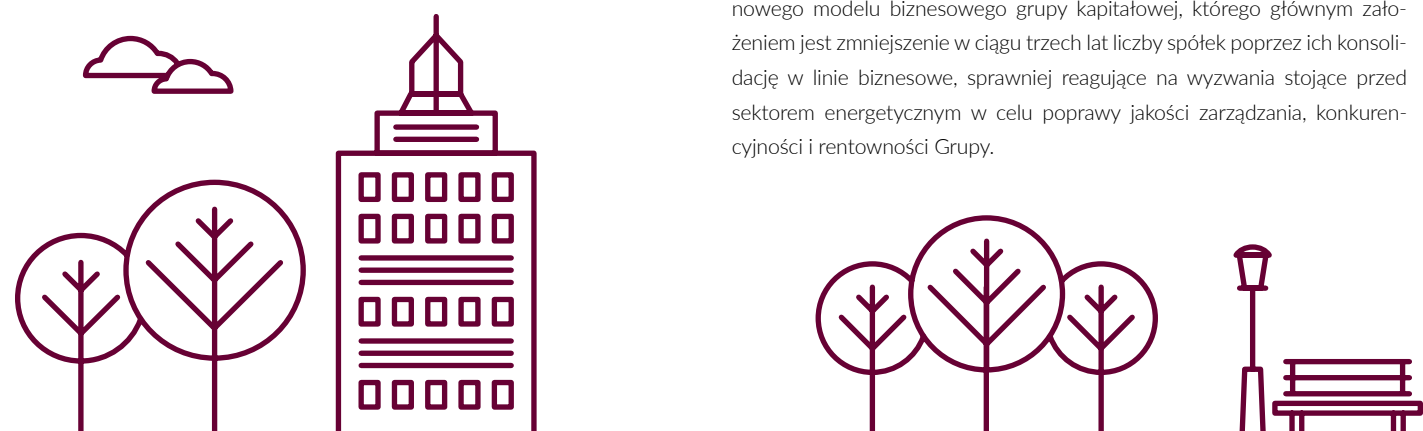 nowego modelu biznesowego grupy kapitałowej, którego głównym zało-
żeniem jest zmniejszenie w ciągu trzech lat liczby spółek poprzez ich konsoli-
dację w linie biznesowe, sprawniej reagujące na wyzwania stojące przed
sektorem energetycznym w celu poprawy jakości zarządzania, konkuren-
cyjności i rentowności Grupy.